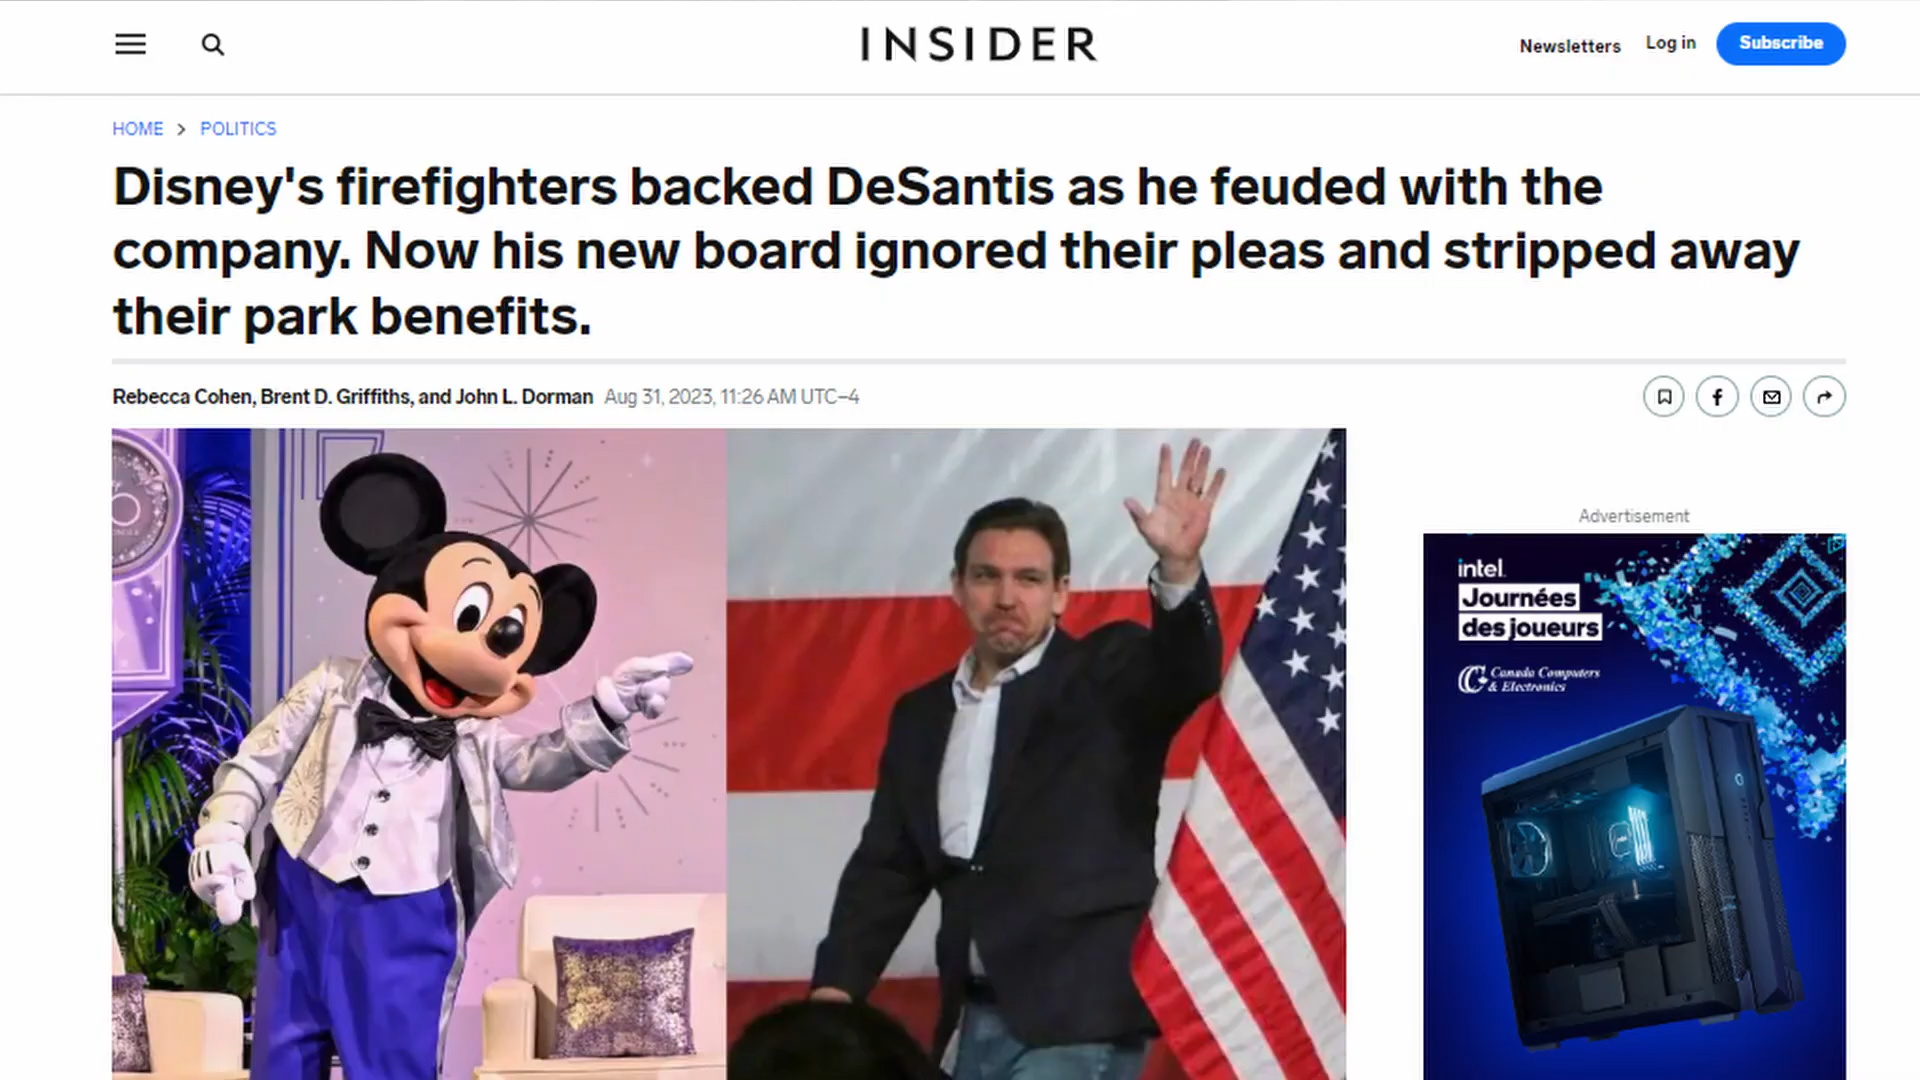 INSIDER
Newsletters
Log in
Subscribe
HOME > POLITICS
Disney's firefighters backed DeSantis as he feuded with the
company. Now his new board ignored their pleas and stripped away
their park benefits.
Rebecca Cohen, Brent D. Griffiths, and John L. Dorman Aug 31, 2023, 11:26 AM UTC–4
Advertisement
intel.
Journées
des joueurs
Canada Computers
& Electronics